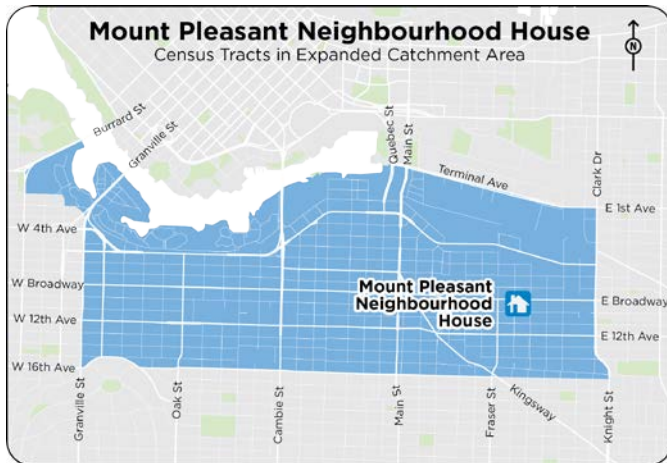 Mount Pleasant Neighbourhood House
Census Tracts in Expanded Catchment Area
N
Burrard St
Granville St
Quebec St
Main St
Terminal Ave
Clark Dr
E 1st Ave
W 4th Ave
W Broadway
Mount Pleasant
Neighbourhood
House
E Broadway
W 12th Ave
E 12th Ave
W 16th Ave
Granville St
Oak St
Cambie St
Main St
Fraser St
Kingsway
Knight St